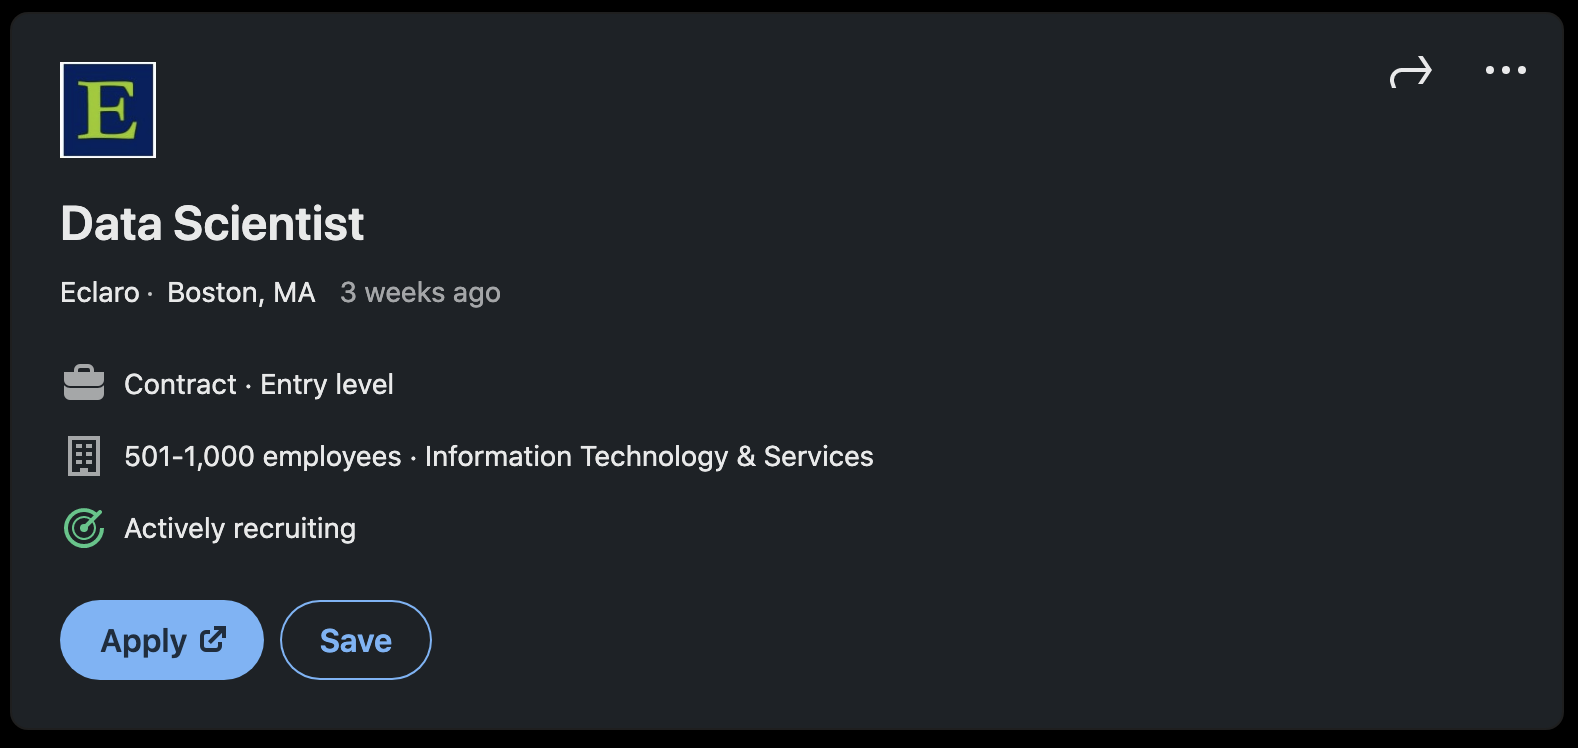 E
Data Scientist
Eclaro · Boston, MA 3 weeks ago
Contract · Entry level
501-1,000 employees · Information Technology & Services
Actively recruiting
Apply Save